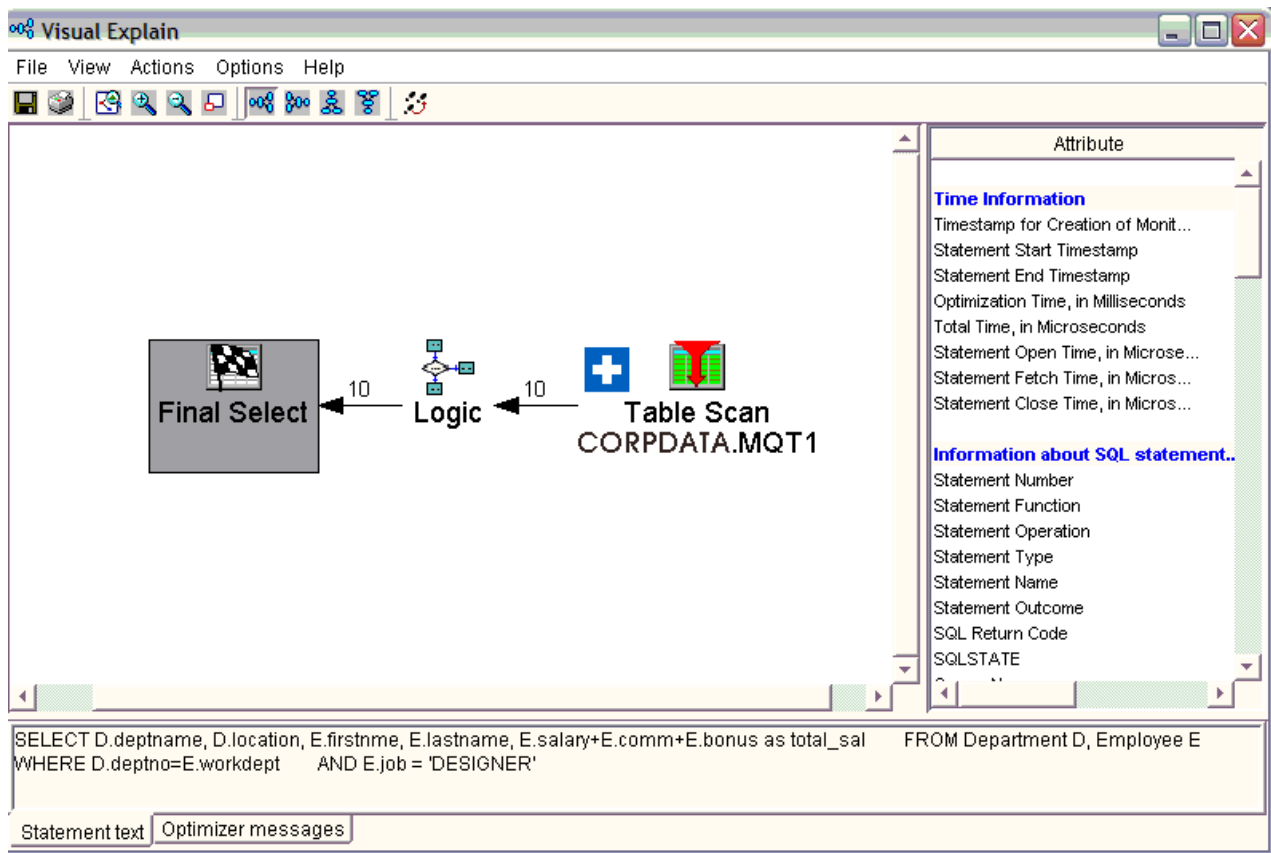 Visual Explain
File View Actions Options Help
Attribute
Time Information
Timestamp for Creation of Monit...
Statement Start Timestamp
Statement End Timestamp
Optimization Time, in Milliseconds
Total Time, in Microseconds
Statement Open Time, in Microse...
Statement Fetch Time, in Micros...
Statement Close Time, in Micros...
Information about SQL statement..
Statement Number
Statement Function
Statement Operation
Statement Type
Statement Name
Statement Outcome
SQL Return Code
SQLSTATE
10 10
Final Select Logic Table Scan
CORPDATA.MQT1
SELECT D.deptname, D.location, E.firstnme, E.lastname, E.salary+E.comm+E.bonus as total_sal FROM Department D, Employee E
WHERE D.deptno=E.workdept AND E.job = 'DESIGNER'
Statement text Optimizer messages